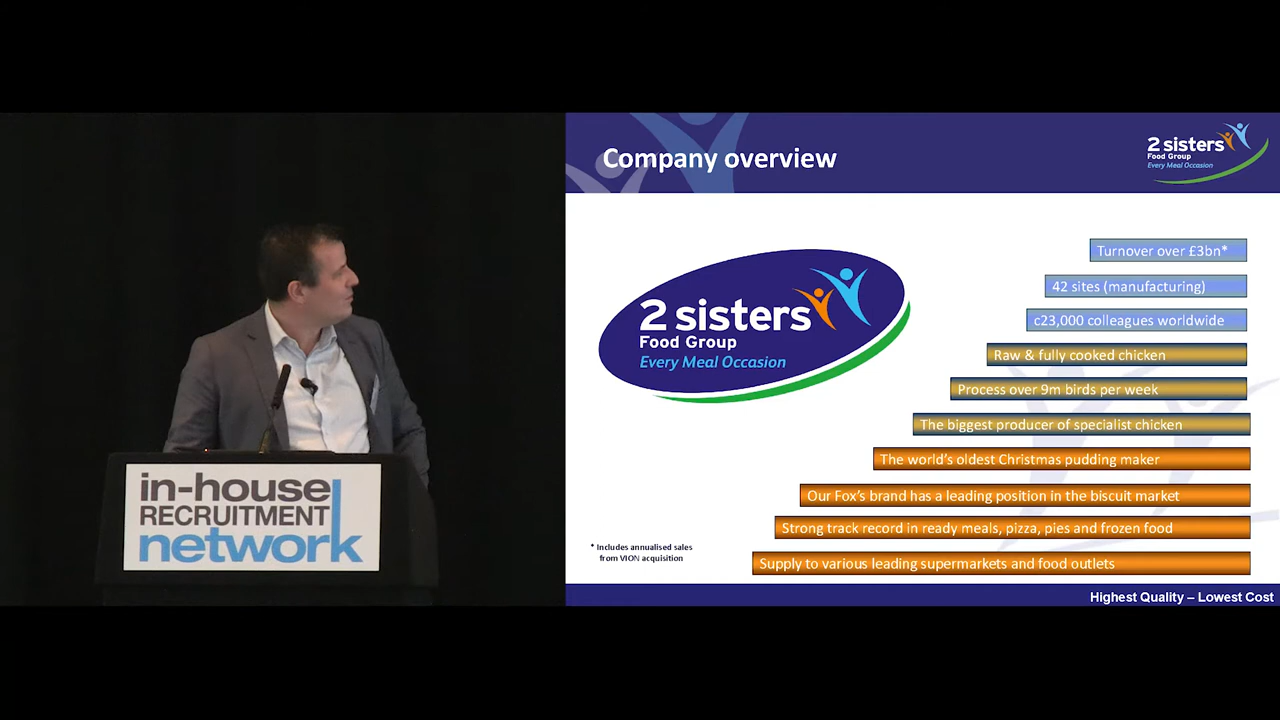 in-house
RECRUITMENT
network
Company overview
2 sisters
Food Group
Every Meal Occasion
2 sisters
Food Group
Every Meal Occasion
Turnover over £3bn*
42 sites (manufacturing)
c23,000 colleagues worldwide
Raw & fully cooked chicken
Process over 9m birds per week
The biggest producer of specialist chicken
The world's oldest Christmas pudding maker
Our Fox's brand has a leading position in the biscuit market
Strong track record in ready meals, pizza, pies and frozen food
Supply to various leading supermarkets and food outlets
* Includes annualised sales
from VION acquisition
Highest Quality – Lowest Cost